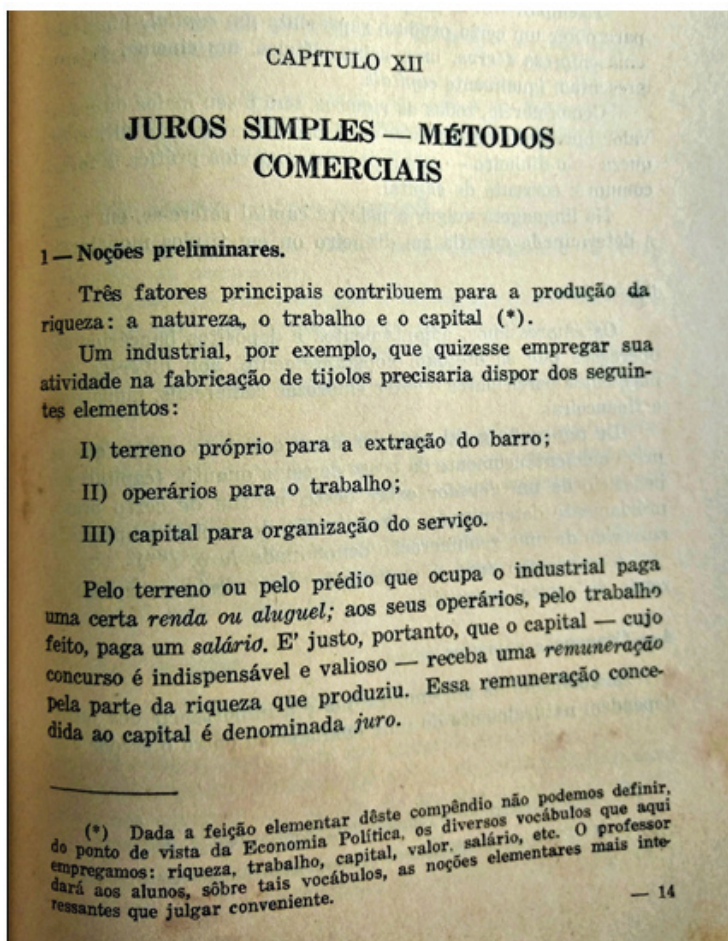 CAPÍTULO XII
JUROS SIMPLES — MÉTODOS
COMERCIAIS
1 — Noções preliminares.
Três fatores principais contribuem para a produção da
riqueza: a natureza, o trabalho e o capital (*).
Um industrial, por exemplo, que quizesse empregar sua
atividade na fabricação de tijolos precisaria dispor dos seguin-
tes elementos:
I) terreno próprio para a extração do barro;
II) operários para o trabalho;
III) capital para organização do serviço.
Pelo terreno ou pelo prédio que ocupa o industrial paga
uma certa renda ou aluguel; aos seus operários, pelo trabalho
feito, paga um salário. E' justo, portanto, que o capital — cujo
concurso é indispensável e valioso — receba uma remuneração
pela parte da riqueza que produziu. Essa remuneração conce-
dida ao capital é denominada juro.
(*) Dada a feição elementar dêste compêndio não podemos definir,
do ponto de vista da Economia Política, os diversos vocábulos que aqui
empregamos: riqueza, trabalho, capital, valor, salário, etc. O professor
dará aos alunos, sôbre tais vocábulos, as noções elementares mais inte-
ressantes que julgar conveniente.
— 14